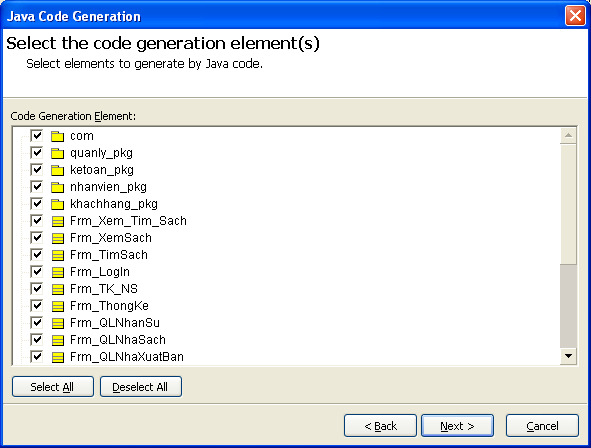 Java Code Generation
Select the code generation element(s)
Select elements to generate by Java code.
Code Generation Element:
com
quanly_pkg
ketoan_pkg
nhanvien_pkg
khachhang_pkg
Frm_Xem_Tim_Sach
Frm_XemSach
Frm_TimSach
Frm_LogIn
Frm_TK_NS
Frm_ThongKe
Frm_QLNhanSu
Frm_QLNhaSach
Frm_QLNhaXuatBan
Select All Deselect All
< Back Next > Cancel